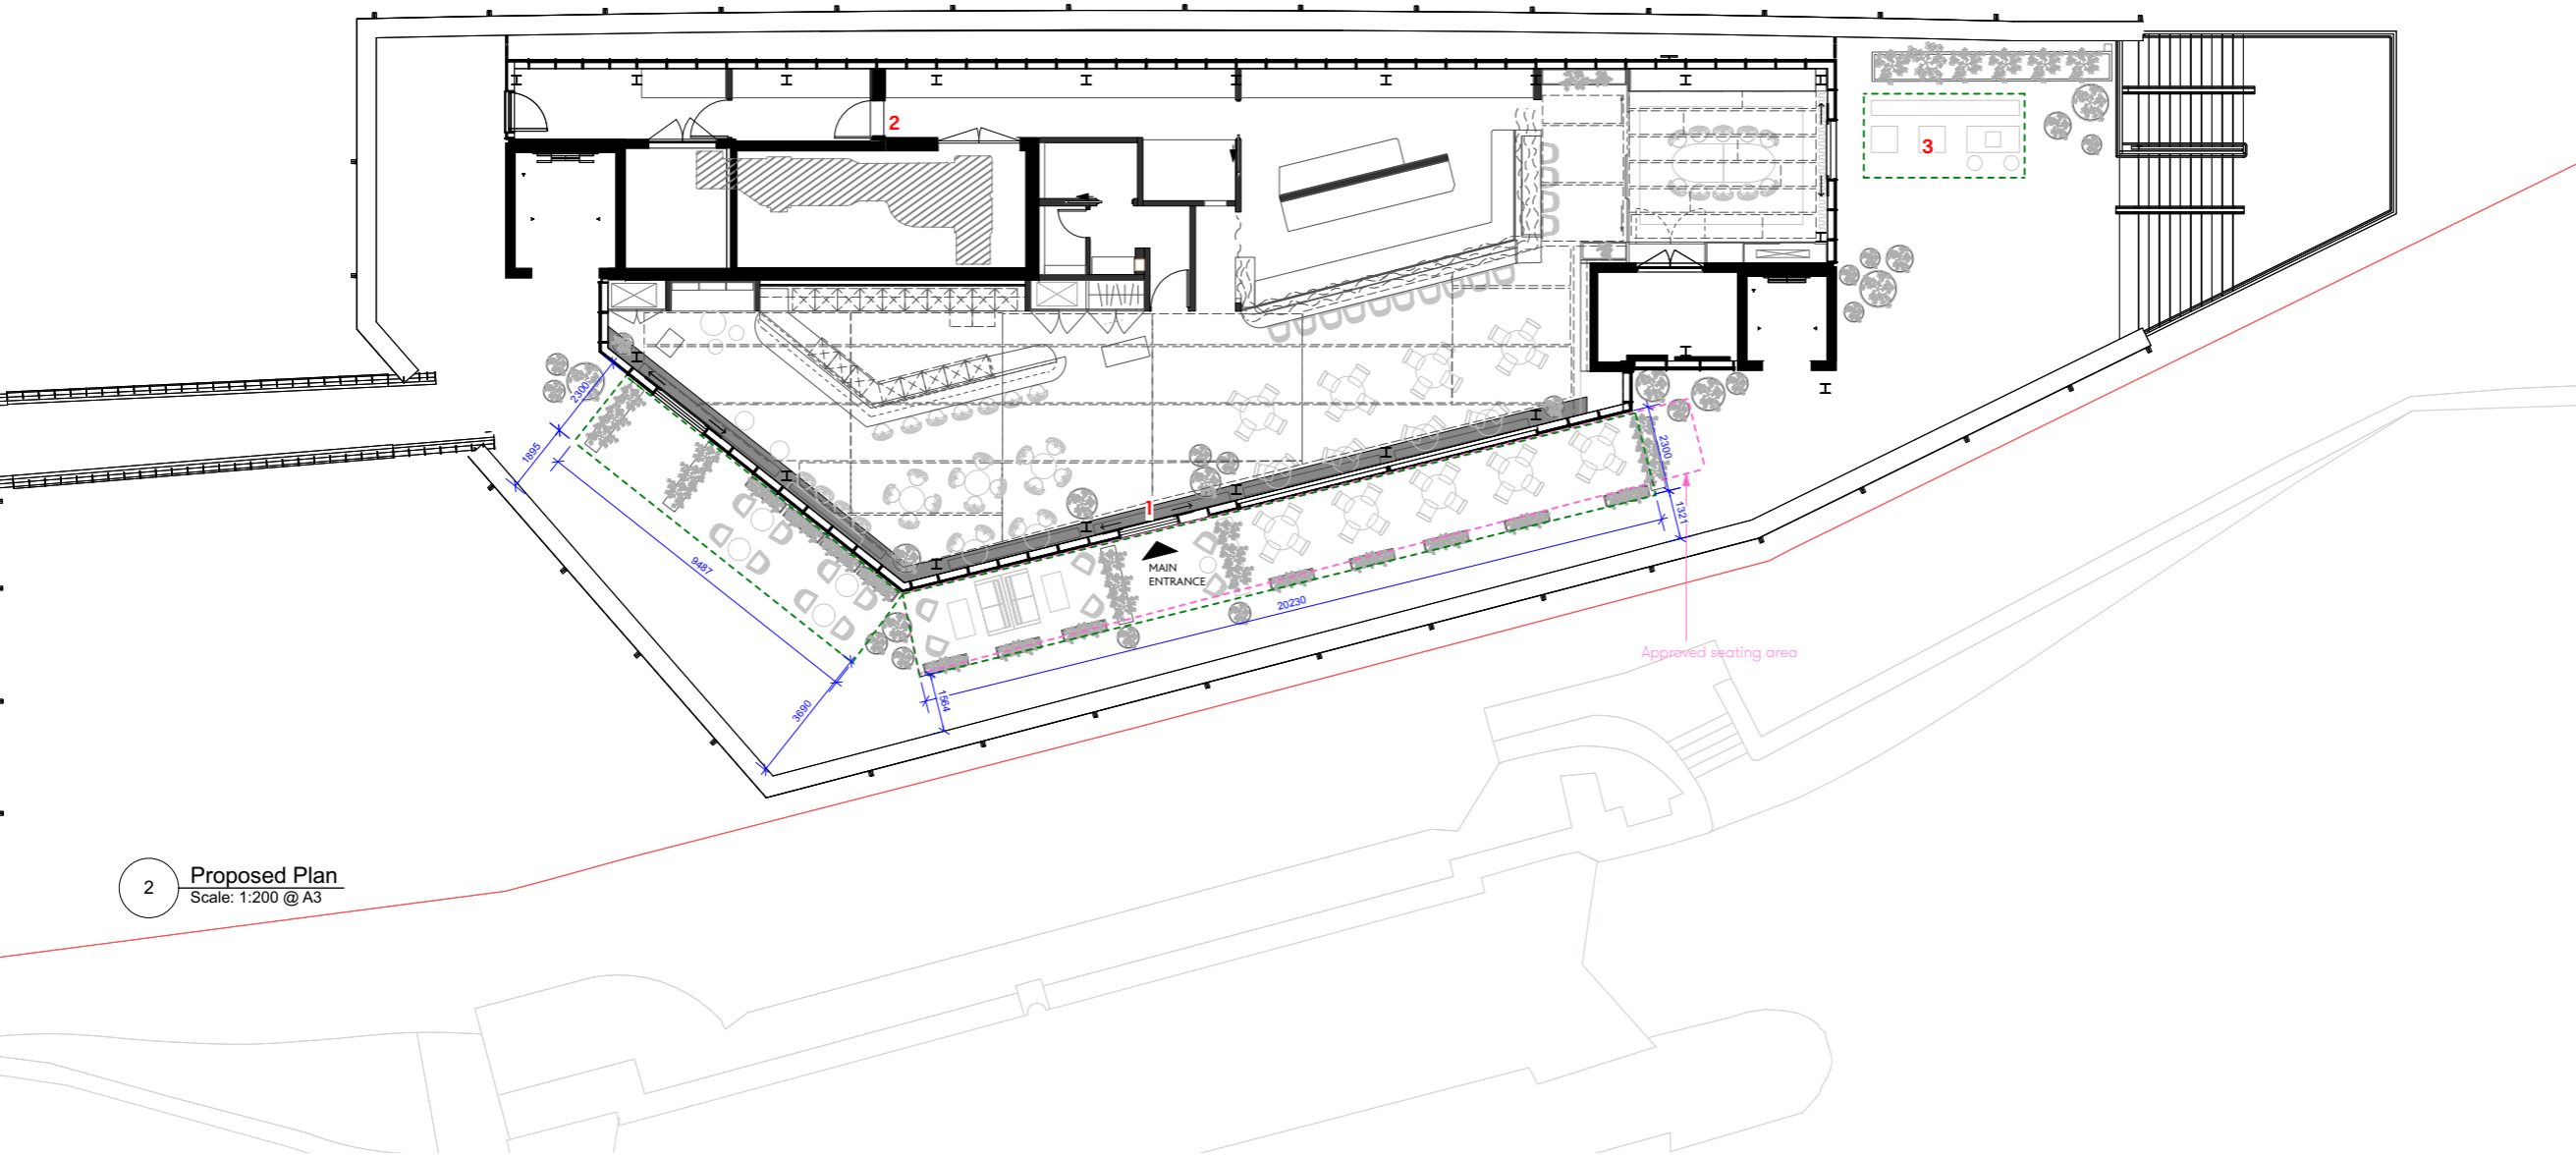 2
3
1
2300
1895
9487
3690
1564
20230
2300
1321
MAIN
ENTRANCE
Approved seating area
2
Proposed Plan
Scale: 1:200 @ A3